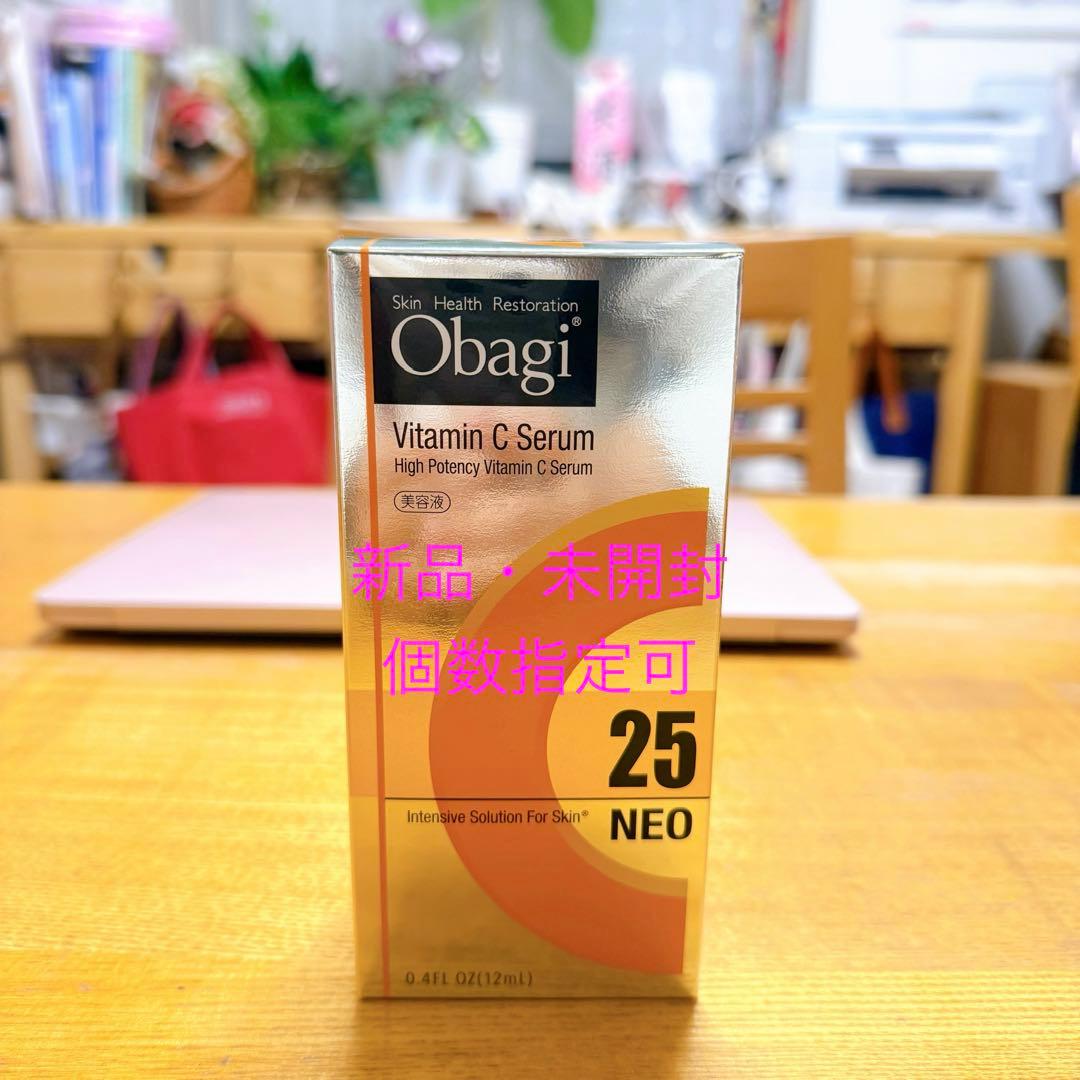 Skin Health Restoration
Obagi®
Vitamin C Serum
High Potency Vitamin C Serum
美容液
新品・未開封
個数指定可
25
Intensive Solution For Skin®
NEO
0.4FL OZ(12mL)